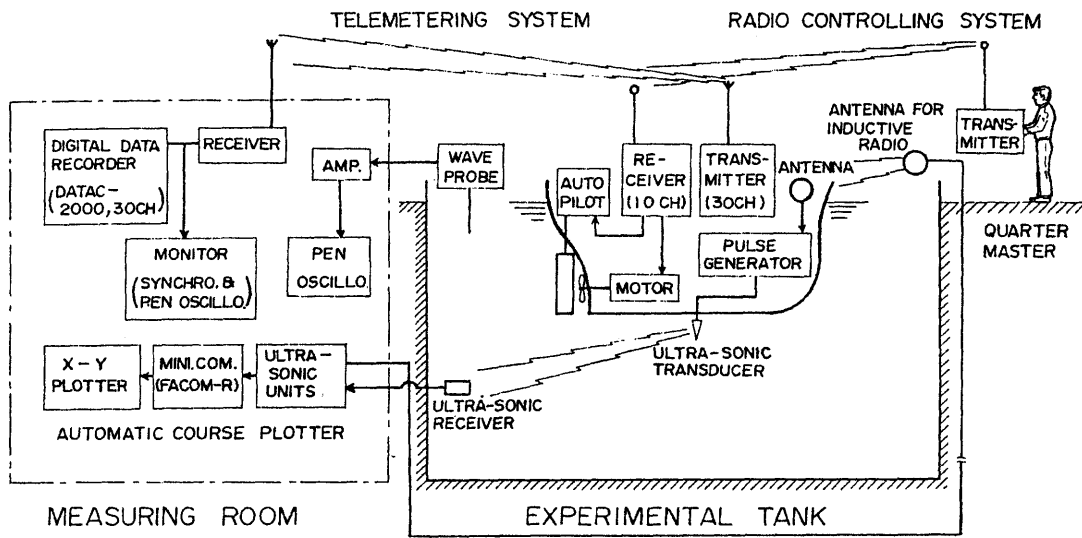 TELEMETERING SYSTEM
RADIO CONTROLLING SYSTEM
DIGITAL DATA
RECORDER
(DATAC-
2000,30CH)
RECEIVER
AMP.
WAVE
PROBE
MONITOR
(SYNCHRO.&
PEN OSCILLO.)
PEN
OSCILLO.
X-Y
PLOTTER
MINI.COM.
(FACOM-R)
ULTRA-
SONIC
UNITS
AUTOMATIC COURSE PLOTTER
MEASURING ROOM
AUTO
PILOT
RE-
CEIVER
(10 CH)
TRANS-
MITTER
(30CH)
ANTENNA
ANTENNA FOR
INDUCTIVE
RADIO
TRANS-
MITTER
QUARTER
MASTER
PULSE
GENERATOR
MOTOR
ULTRA-SONIC
TRANSDUCER
ULTRA-SONIC
RECEIVER
EXPERIMENTAL TANK